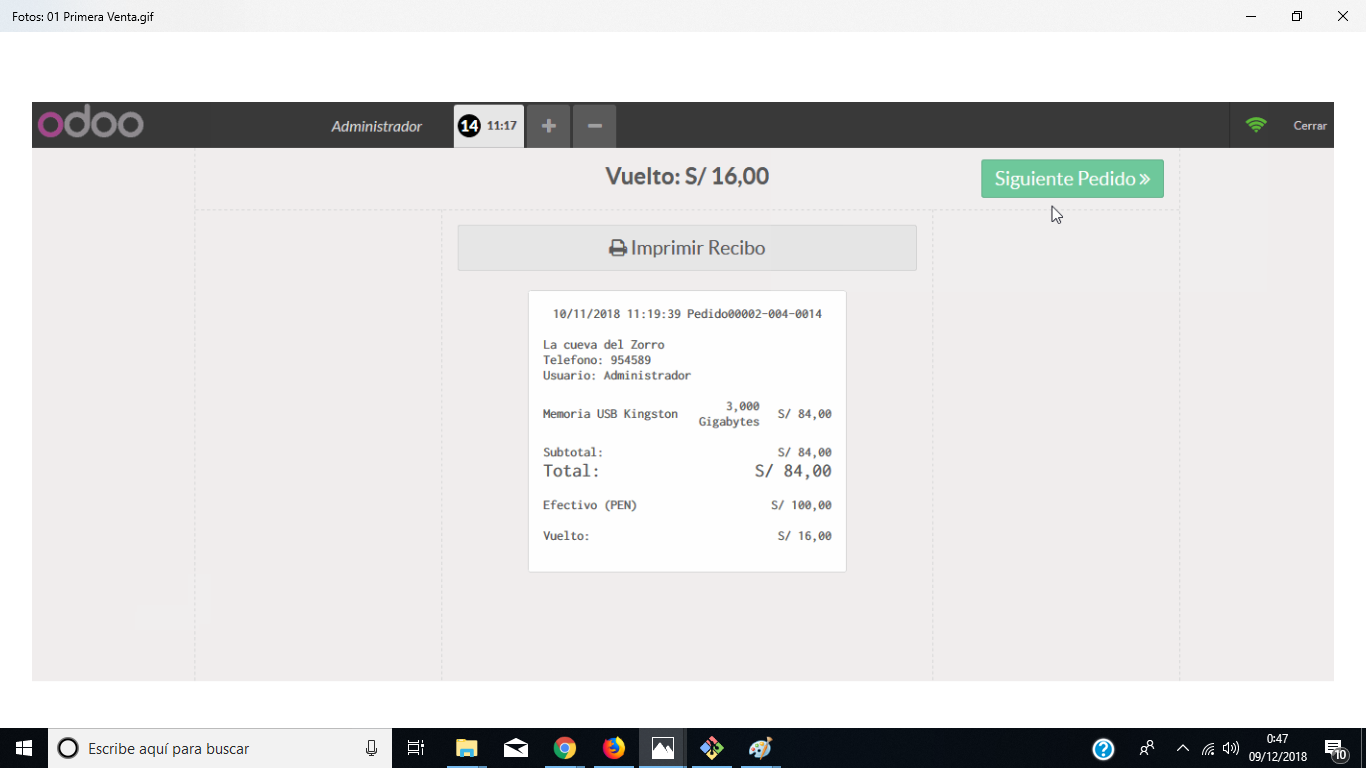 Fotos: 01 Primera Venta.gif
odoo
Administrador
14 11:17
Cerrar
Vuelto: S/ 16,00
Siguiente Pedido »
Imprimir Recibo
10/11/2018 11:19:39 Pedido00002-004-0014
La cueva del Zorro
Telefono: 954589
Usuario: Administrador
Memoria USB Kingston 3,000 Gigabytes S/ 84,00
Subtotal: S/ 84,00
Total: S/ 84,00
Efectivo (PEN) S/ 100,00
Vuelto: S/ 16,00
Escribe aquí para buscar
0:47
09/12/2018
10